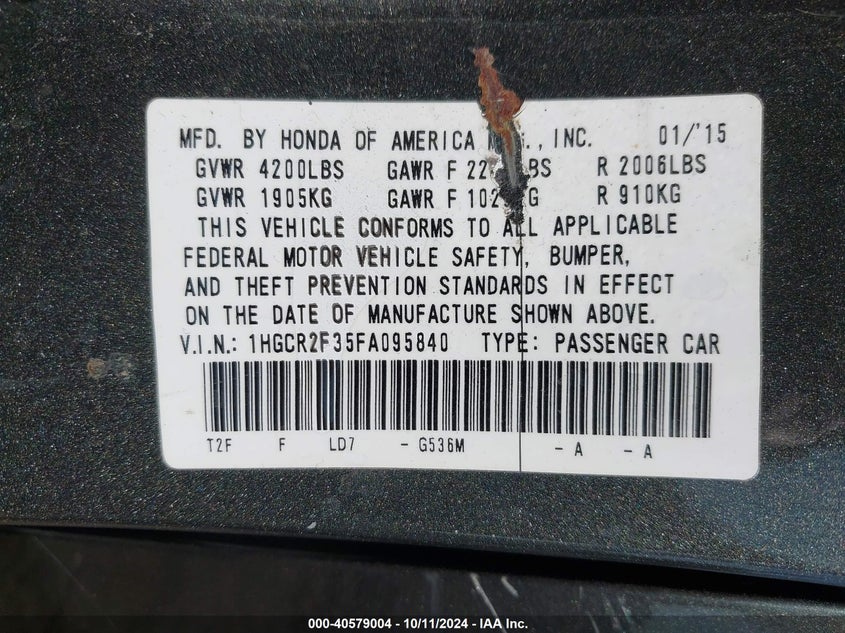 MFD. BY HONDA OF AMERICA INC. 01/'15
GVWR 4200LBS GAWR F R 2006LBS
GVWR 1905KG GAWR F R 910KG
THIS VEHICLE CONFORMS TO ALL APPLICABLE
FEDERAL MOTOR VEHICLE SAFETY, BUMPER,
AND THEFT PREVENTION STANDARDS IN EFFECT
ON THE DATE OF MANUFACTURE SHOWN ABOVE.
V.I.N.: 1HGCR2F35FA095840 TYPE: PASSENGER CAR
T2F F LD7 - G536M - A - A
000-40579004 - 10/11/2024 - IAA Inc.